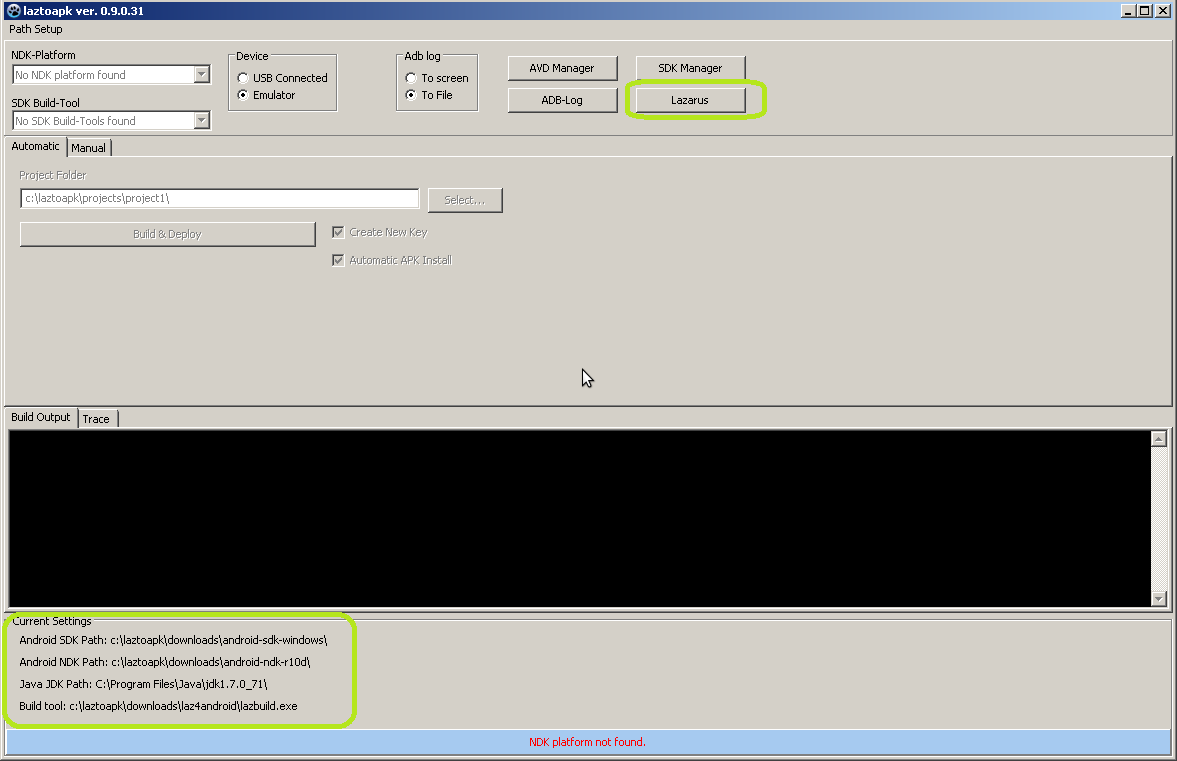 laztoapk ver. 0.9.0.31
Path Setup
NDK-Platform
No NDK platform found
SDK Build-Tool
No SDK Build-Tools found
Device
USB Connected
Emulator
Adb log
To screen
To File
AVD Manager
SDK Manager
ADB-Log
Lazarus
Automatic
Manual
Project Folder
c:\laztoapk\projects\project1\
Select...
Build & Deploy
Create New Key
Automatic APK Install
Build Output
Trace
Current Settings
Android SDK Path: c:\laztoapk\downloads\android-sdk-windows\
Android NDK Path: c:\laztoapk\downloads\android-ndk-r10d\
Java JDK Path: C:\Program Files\Java\jdk1.7.0_71\
Build tool: c:\laztoapk\downloads\laz4android\lazbuild.exe
NDK platform not found.